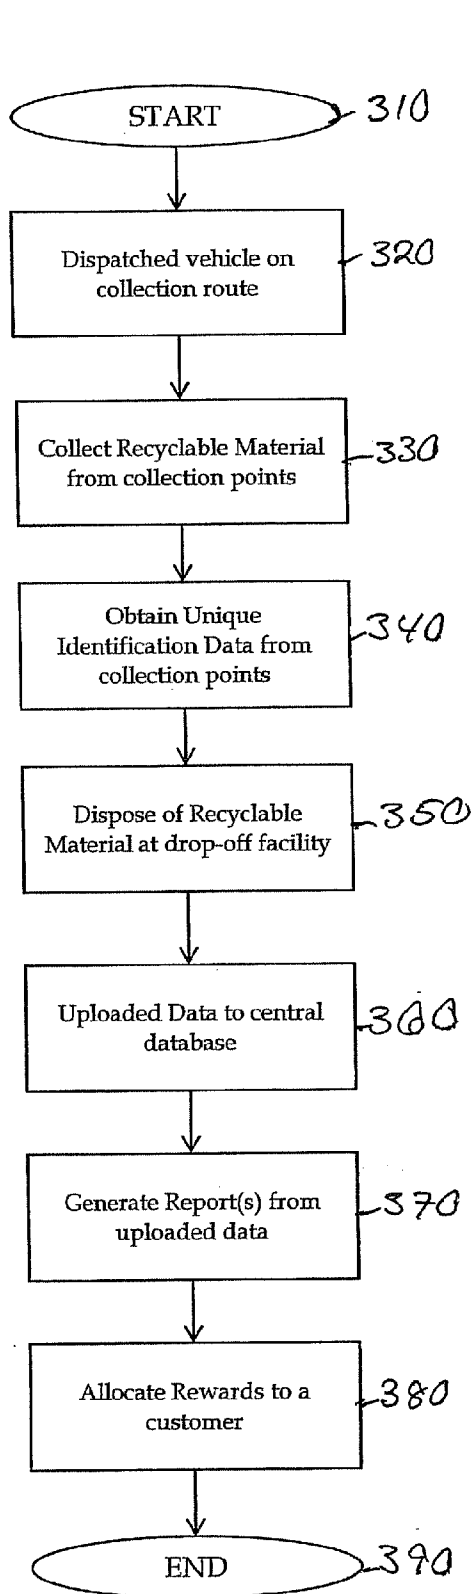 START
310
Dispatched vehicle on
collection route
320
Collect Recyclable Material
from collection points
330
Obtain Unique
Identification Data from
collection points
340
Dispose of Recyclable
Material at drop-off facility
350
Uploaded Data to central
database
360
Generate Report(s) from
uploaded data
370
Allocate Rewards to a
customer
380
END
390